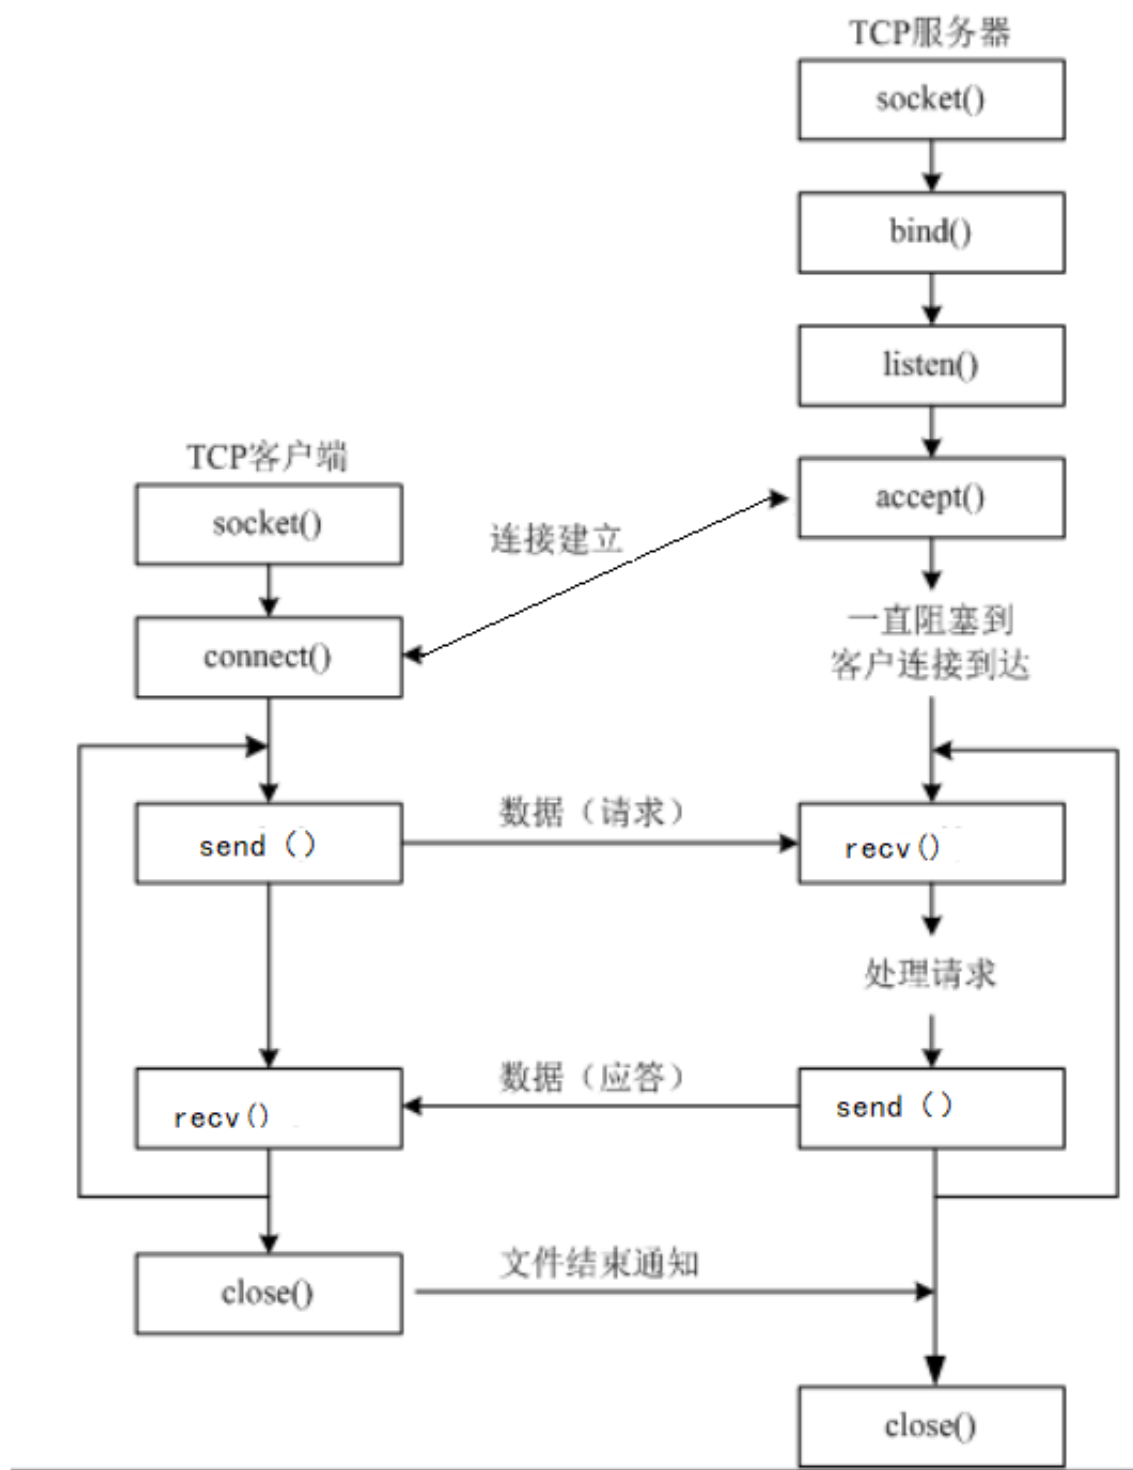 TCP服务器
socket()
bind()
listen()
TCP客户端
accept()
socket()
连接建立
一直阻塞到
客户连接到达
connect()
数据（请求）
send（）
recv()
处理请求
数据（应答）
recv()
send（）
文件结束通知
close()
close()